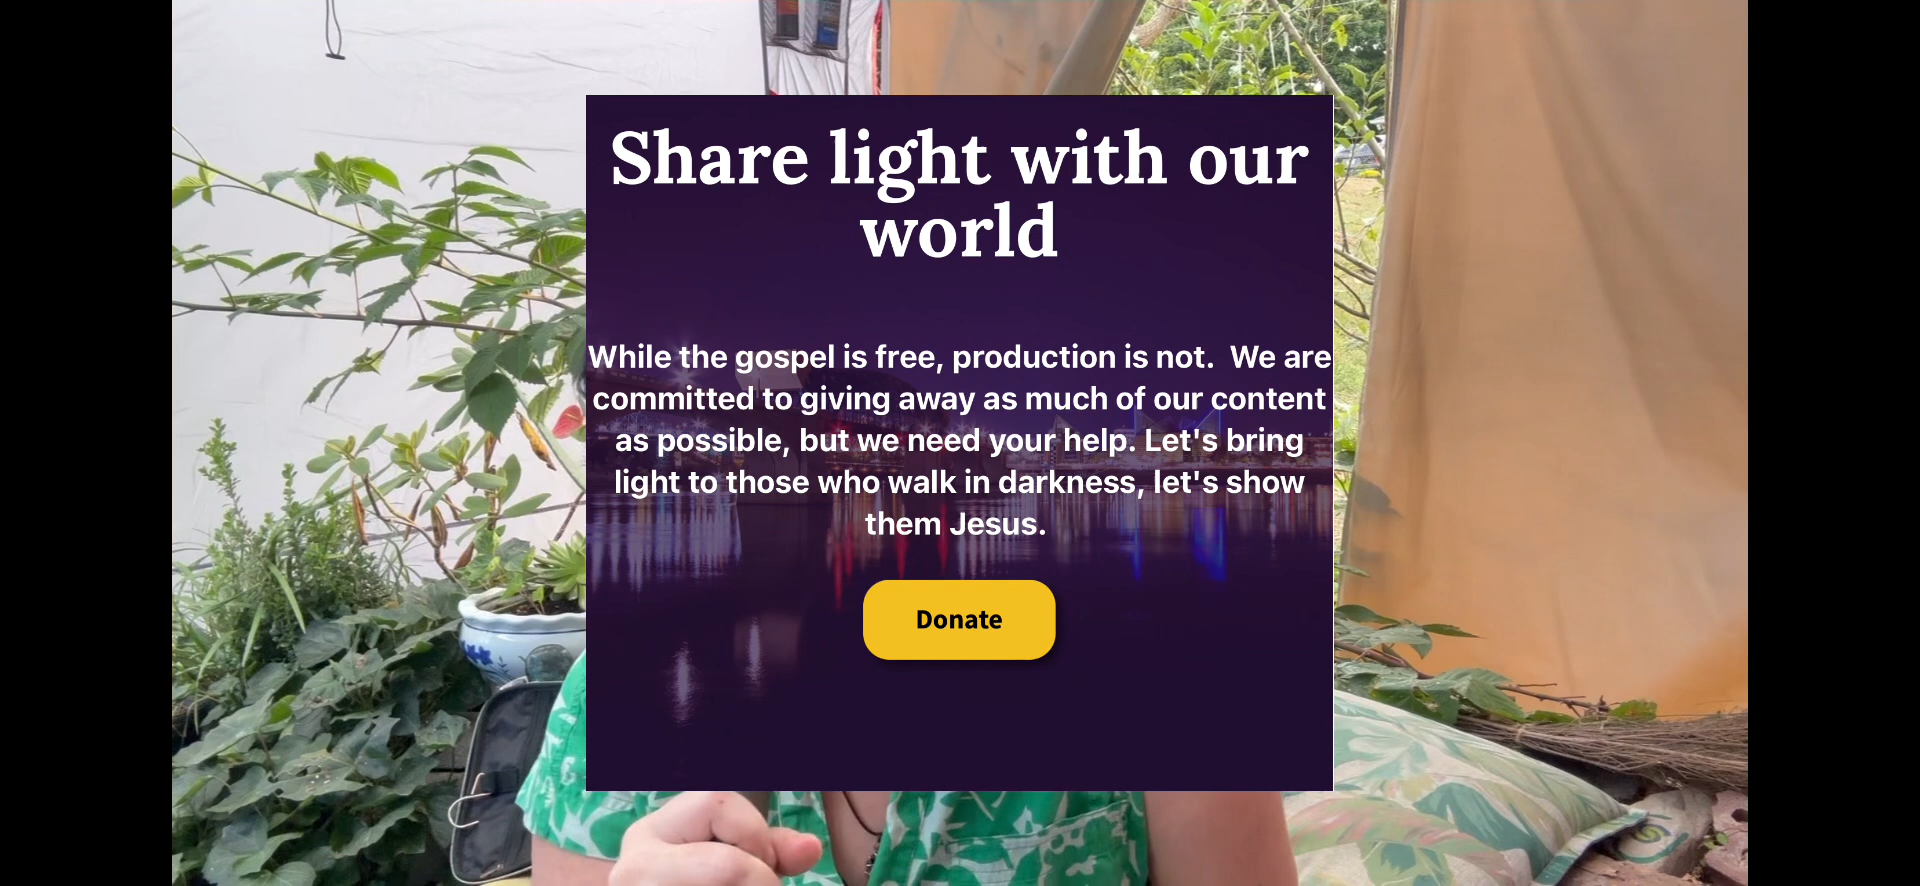 Share light with our
world
While the gospel is free, production is not.  We are
committed to giving away as much of our content
as possible, but we need your help. Let's bring
light to those who walk in darkness, let's show
them Jesus.
Donate